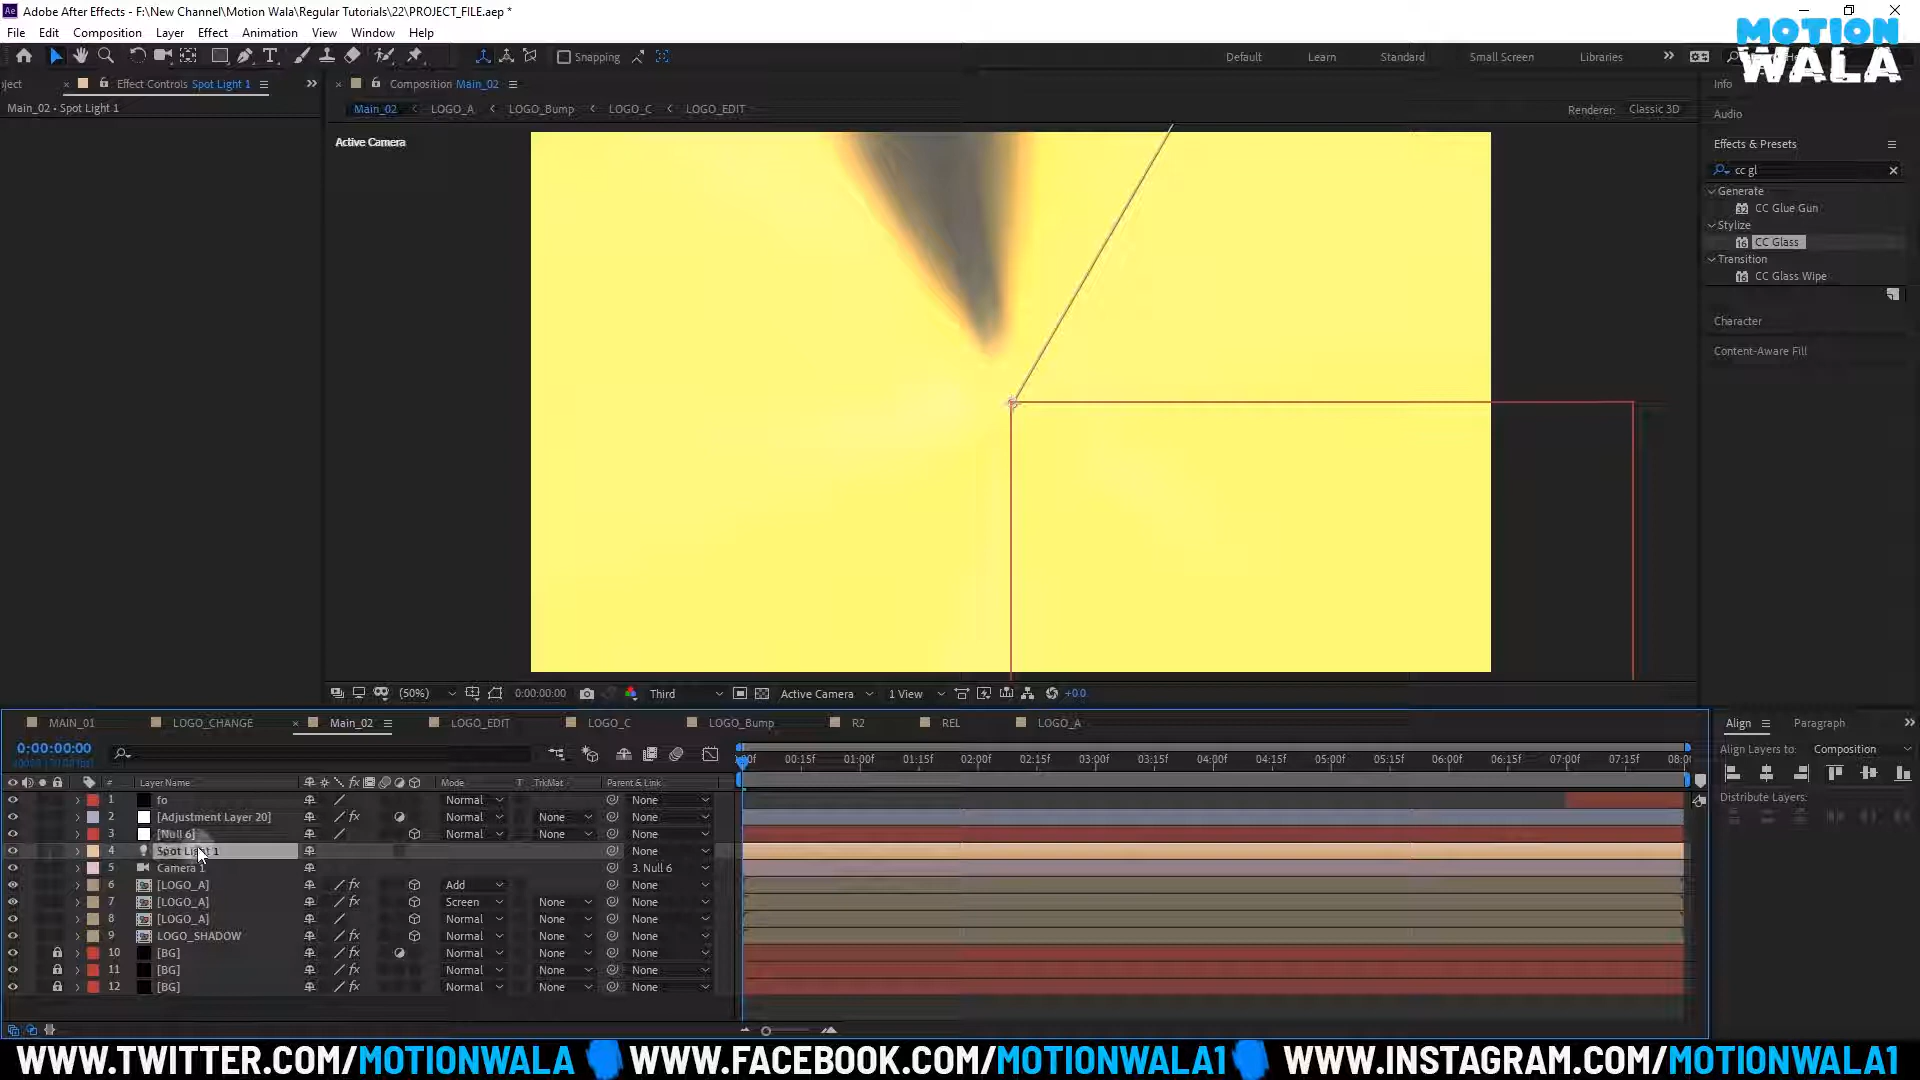 Adobe After Effects - F:\New Channel\Motion Wala\Regular Tutorials\22\PROJECT_FILE.aep *
File Edit Composition Layer Effect Animation View Window Help
MOTION
WALA
Snapping
Default Learn Standard Small Screen Libraries
ject Effect Controls Spot Light 1
Composition Main_02
Info
Main_02 • Spot Light 1
Main_02 LOGO_A LOGO_Bump LOGO_C LOGO_EDIT
Renderer: Classic 3D
Audio
Active Camera
Effects & Presets
cc gl
Generate
CC Glue Gun
Stylize
CC Glass
Transition
CC Glass Wipe
Character
Content-Aware Fill
(50%) 0:00:00:00 Third Active Camera 1 View +0.0
MAIN_01 LOGO_CHANGE Main_02 LOGO_EDIT LOGO_C LOGO_Bump R2 REL LOGO_A
Align Paragraph
0:00:00:00
Align Layers to: Composition
00:15f 01:00f 01:15f 02:00f 02:15f 03:00f 03:15f 04:00f 04:15f 05:00f 05:15f 06:00f 06:15f 07:00f 07:15f 08:0
# Layer Name Mode T TrkMat Parent & Link
Distribute Layers:
1 fo Normal None
2 [Adjustment Layer 20] Normal None None
3 [Null 6] Normal None None
4 Spot Light 1 None
5 Camera 1 3. Null 6
6 [LOGO_A] Add None
7 [LOGO_A] Screen None None
8 [LOGO_A] Normal None None
9 LOGO_SHADOW Normal None None
10 [BG] Normal None None
11 [BG] Normal None None
12 [BG] Normal None None
WWW.TWITTER.COM/MOTIONWALA WWW.FACEBOOK.COM/MOTIONWALA1 WWW.INSTAGRAM.COM/MOTIONWALA1